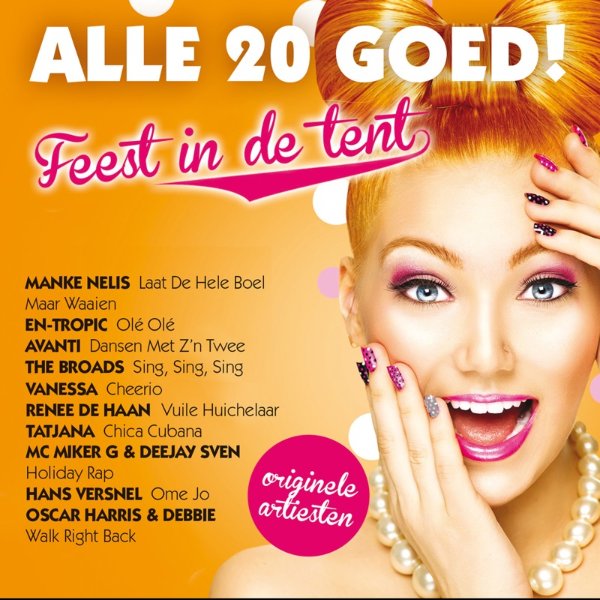 ALLE 20 GOED!
Feest in de tent
MANKE NELIS Laat De Hele Boel
Maar Waaien
EN-TROPIC Olé Olé
AVANTI Dansen Met Z'n Twee
THE BROADS Sing, Sing, Sing
VANESSA Cheerio
RENEE DE HAAN Vuile Huichelaar
TATJANA Chica Cubana
MC MIKER G & DEEJAY SVEN
Holiday Rap
HANS VERSNEL Ome Jo
OSCAR HARRIS & DEBBIE
Walk Right Back
originele
artiesten